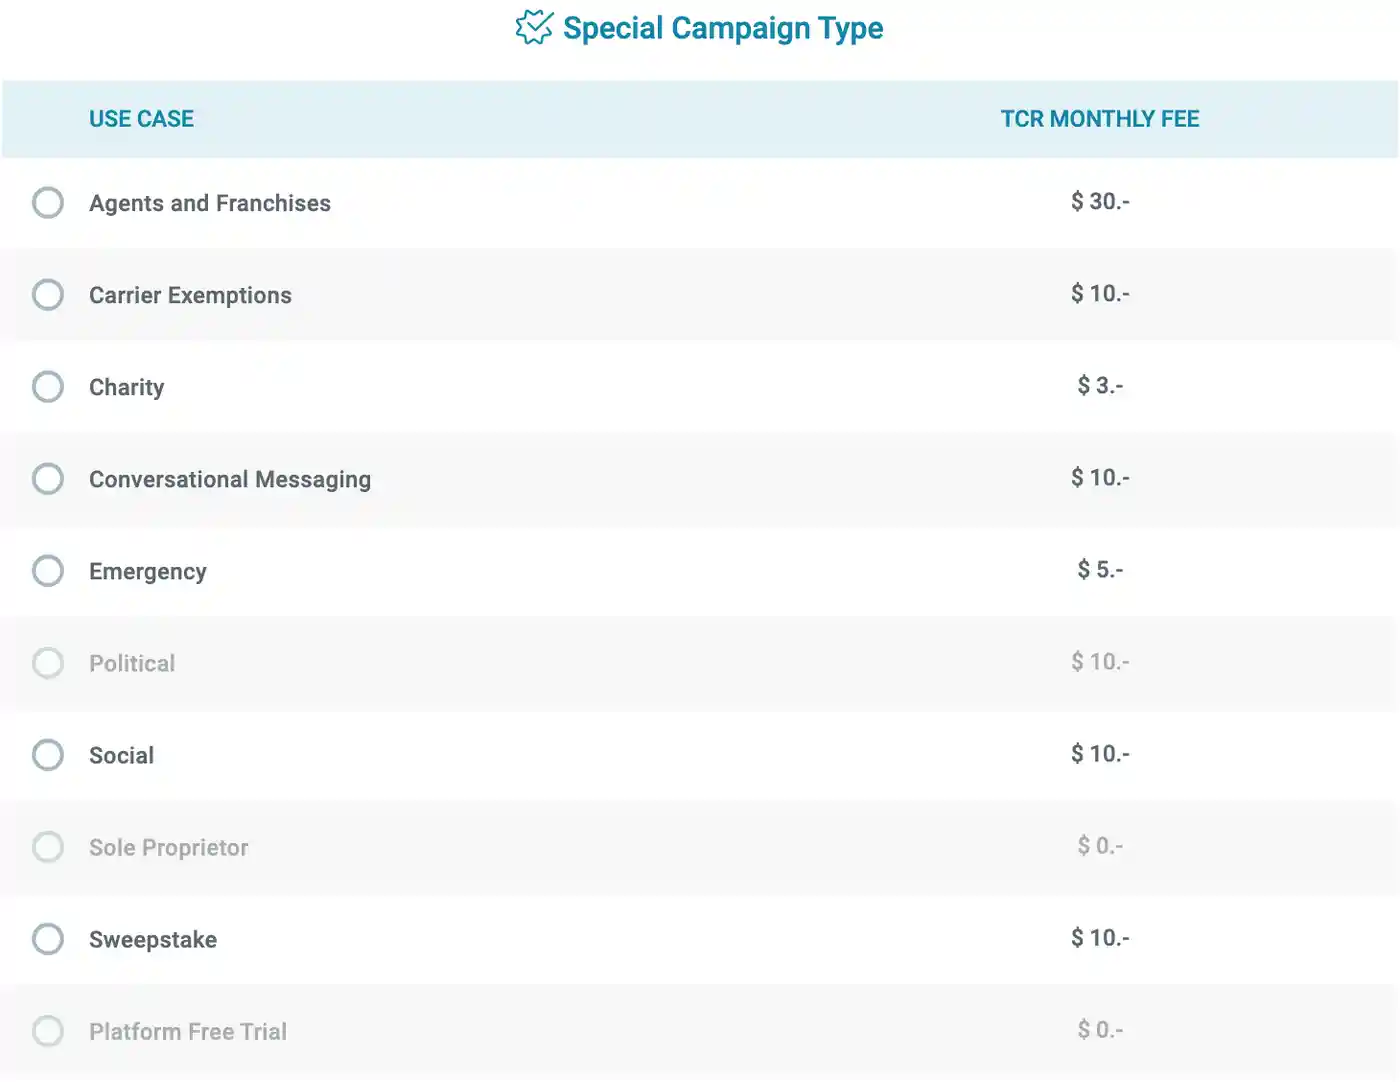 Special Campaign Type
USE CASE TCR MONTHLY FEE
Agents and Franchises $ 30.-
Carrier Exemptions $ 10.-
Charity $ 3.-
Conversational Messaging $ 10.-
Emergency $ 5.-
Political $ 10.-
Social $ 10.-
Sole Proprietor $ 0.-
Sweepstake $ 10.-
Platform Free Trial $ 0.-